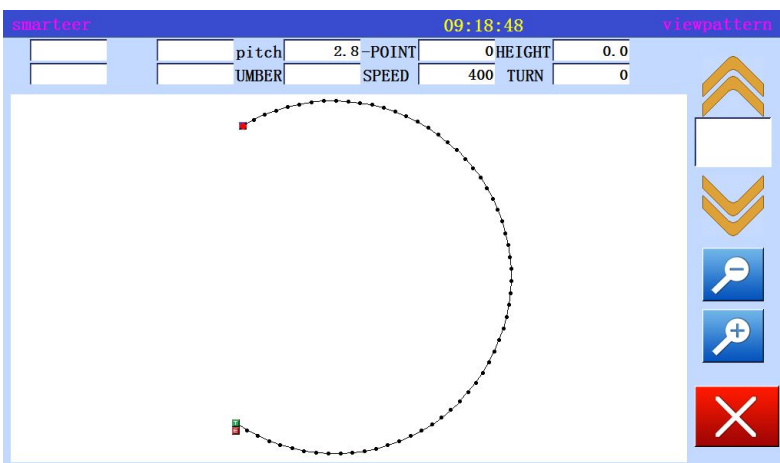 smarteer 09:18:48 viewpattern
pitch 2.8 -POINT 0 HEIGHT 0.0
UMBER SPEED 400 TURN 0